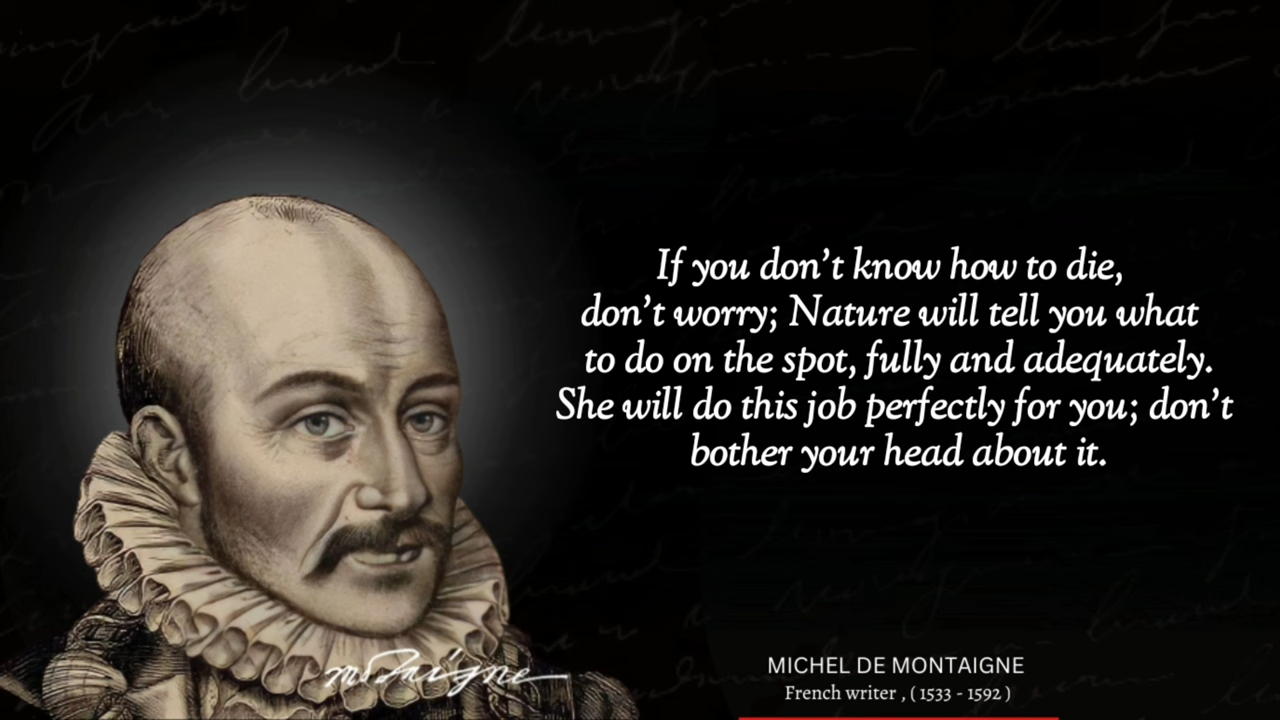 If you don’t know how to die,
don’t worry; Nature will tell you what
to do on the spot, fully and adequately.
She will do this job perfectly for you; don’t
bother your head about it.
MICHEL DE MONTAIGNE
French writer , ( 1533 - 1592 )